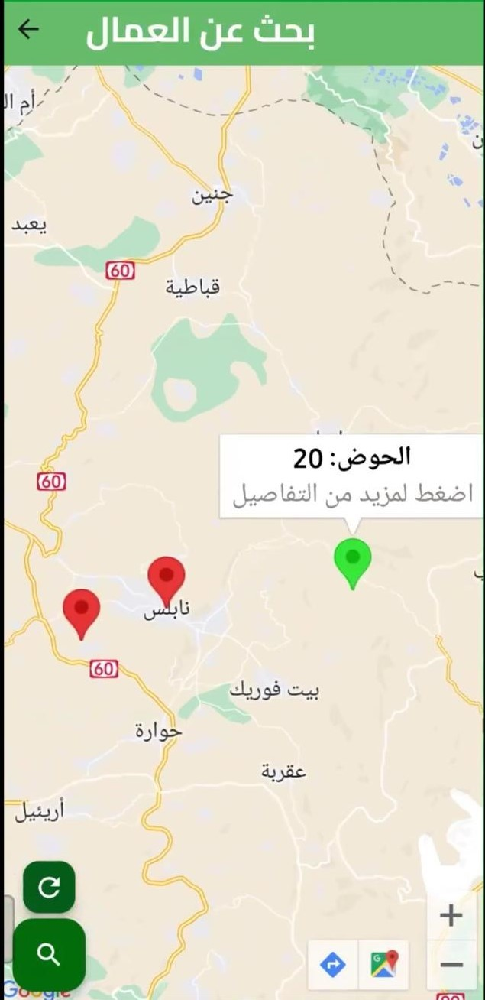 بحث عن العمال
أم ال
جنين
يعبد
60
قباطية
الحوض: 20
اضغط لمزيد من التفاصيل
60
نابلس
60
بيت فوريك
حوارة
عقربة
أريئيل
Google